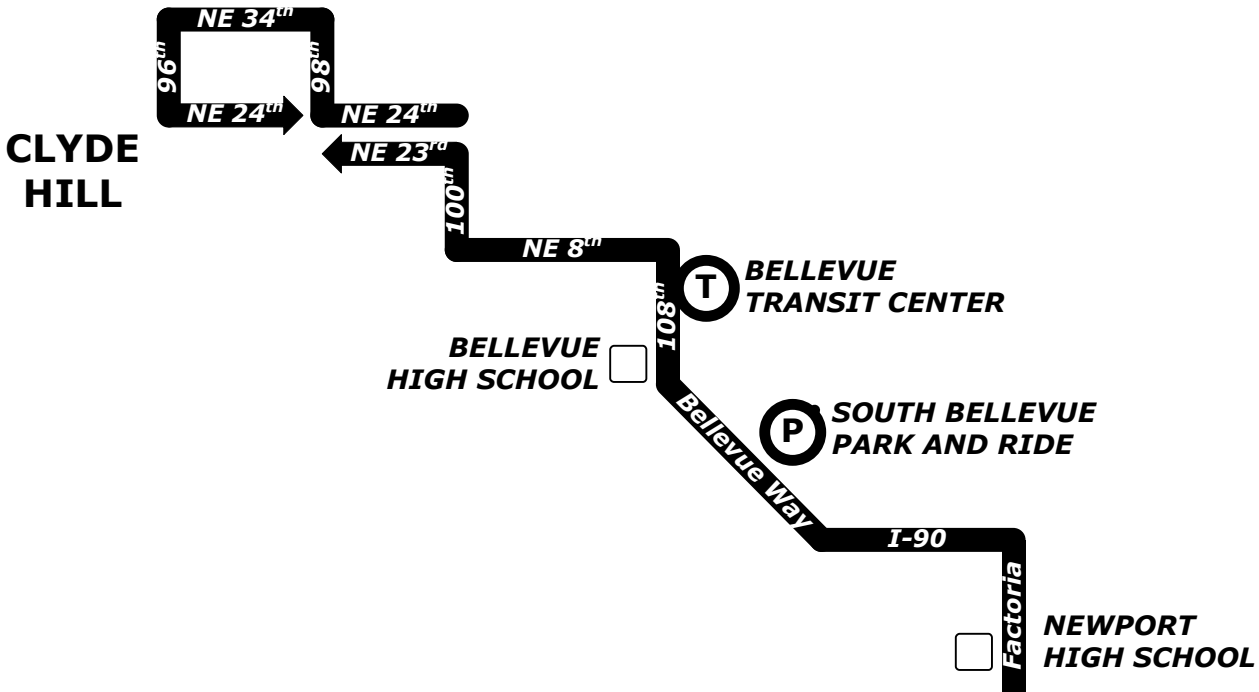 NE 34th
96th
98th
NE 24th
NE 24th
CLYDE
HILL
NE 23rd
100th
NE 8th
T
BELLEVUE
TRANSIT CENTER
108th
BELLEVUE
HIGH SCHOOL
Bellevue Way
P
SOUTH BELLEVUE
PARK AND RIDE
I-90
Factoria
NEWPORT
HIGH SCHOOL